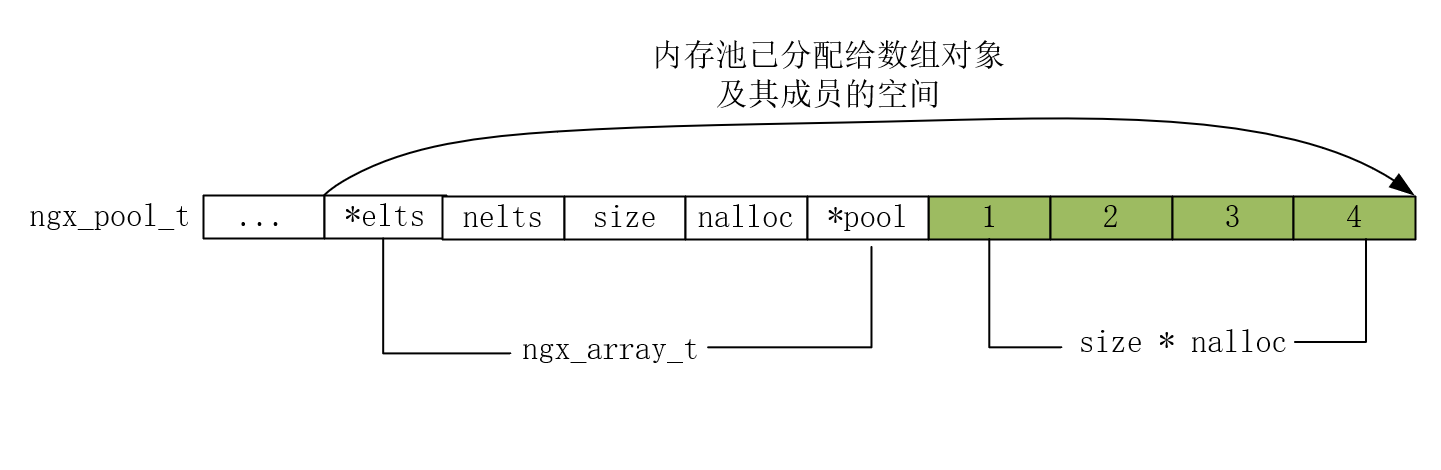 内存池已分配给数组对象
及其成员的空间
ngx_pool_t ... *elts nelts size nalloc *pool 1 2 3 4
ngx_array_t
size * nalloc